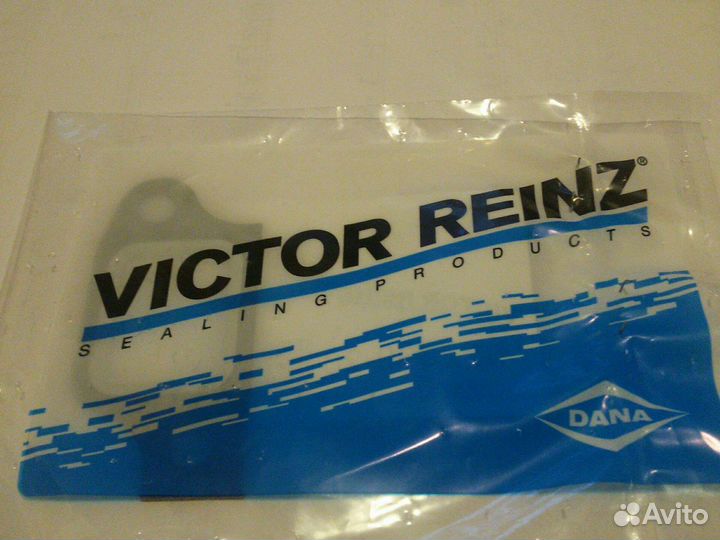 VICTOR REINZ®
SEALING PRODUCTS
DANA
Avito